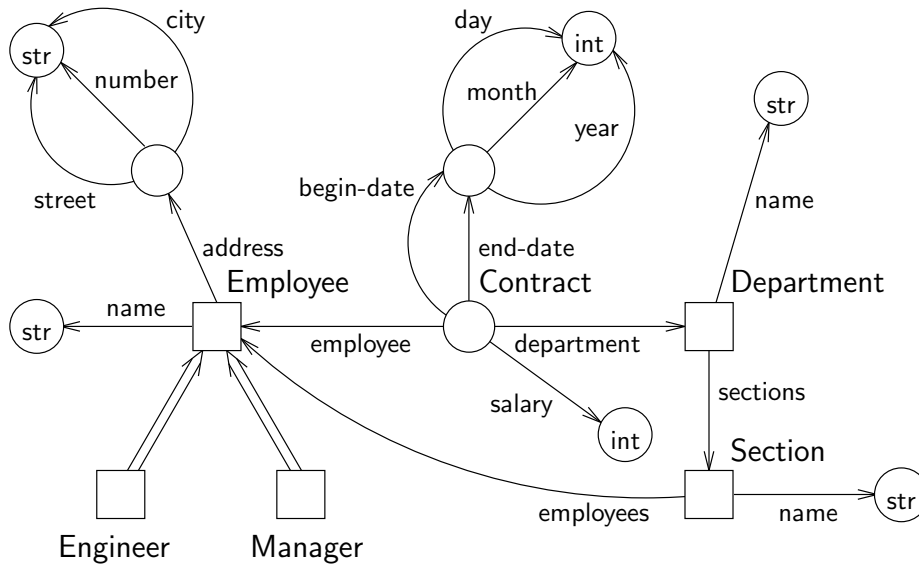 day
city
str
int
number
month
str
year
begin-date
street
name
address
end-date
Employee
Contract
Department
name
str
employee
department
sections
salary
int
Section
employees
name
str
Engineer
Manager